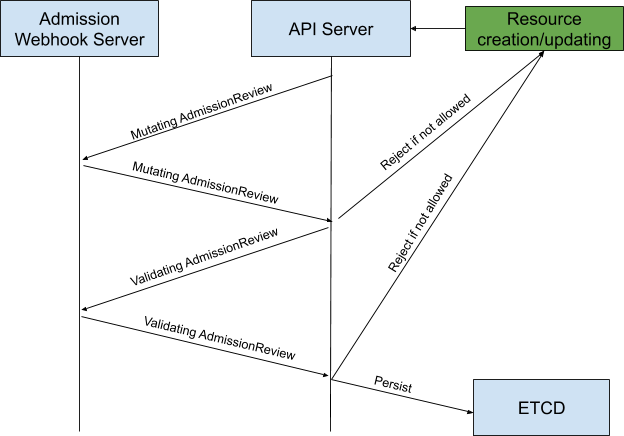 Admission
Webhook Server
API Server
Resource
creation/updating
Mutating AdmissionReview
Mutating AdmissionReview
Reject if not allowed
Reject if not allowed
Validating AdmissionReview
Validating AdmissionReview
Persist
ETCD